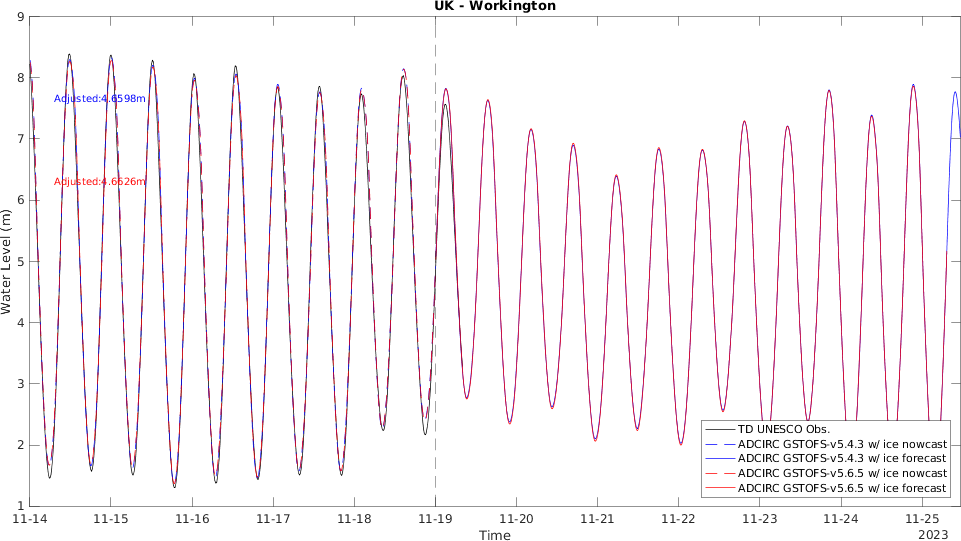 UK - Workington
9
8
7
6
5
4
3
2
1
Water Level (m)
Adjusted:4.6598m
Adjusted:4.6626m
TD UNESCO Obs.
ADCIRC GSTOFS-v5.4.3 w/ ice nowcast
ADCIRC GSTOFS-v5.4.3 w/ ice forecast
ADCIRC GSTOFS-v5.6.5 w/ ice nowcast
ADCIRC GSTOFS-v5.6.5 w/ ice forecast
11-14 11-15 11-16 11-17 11-18 11-19 11-20 11-21 11-22 11-23 11-24 11-25
Time
2023